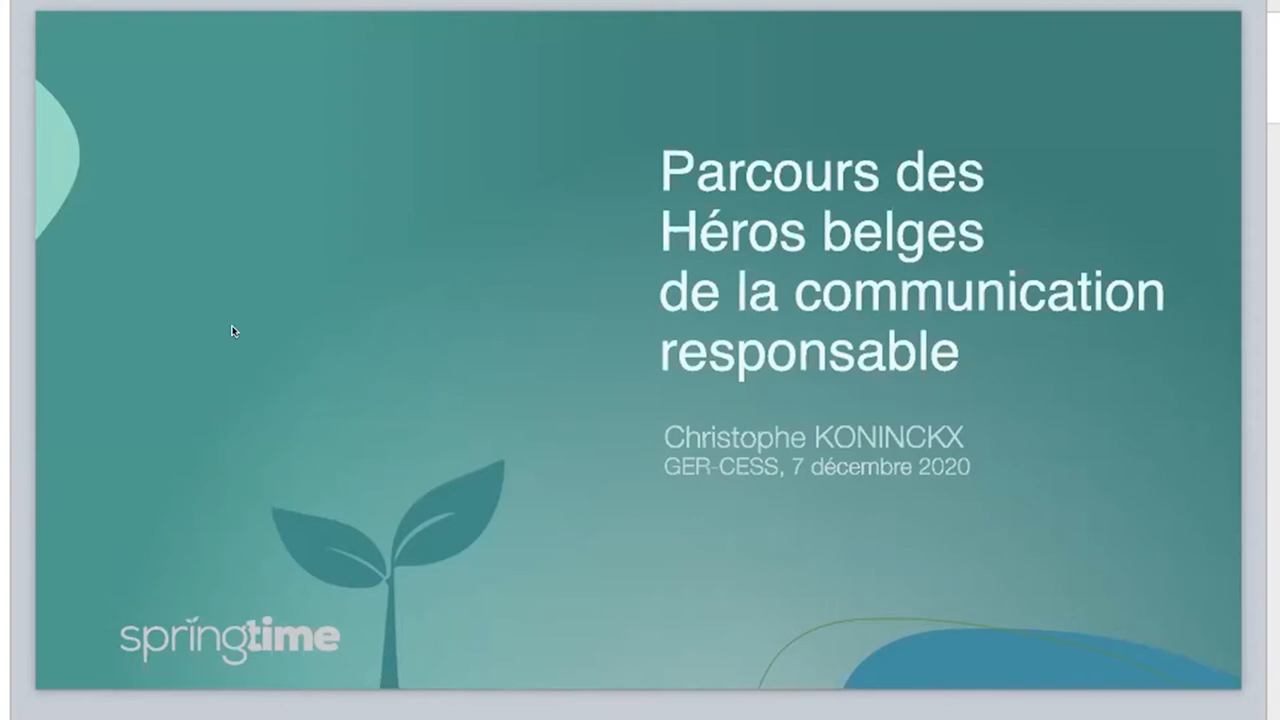 Parcours des
Héros belges
de la communication
responsable
Christophe KONINCKX
GER-CESS, 7 décembre 2020
springtime